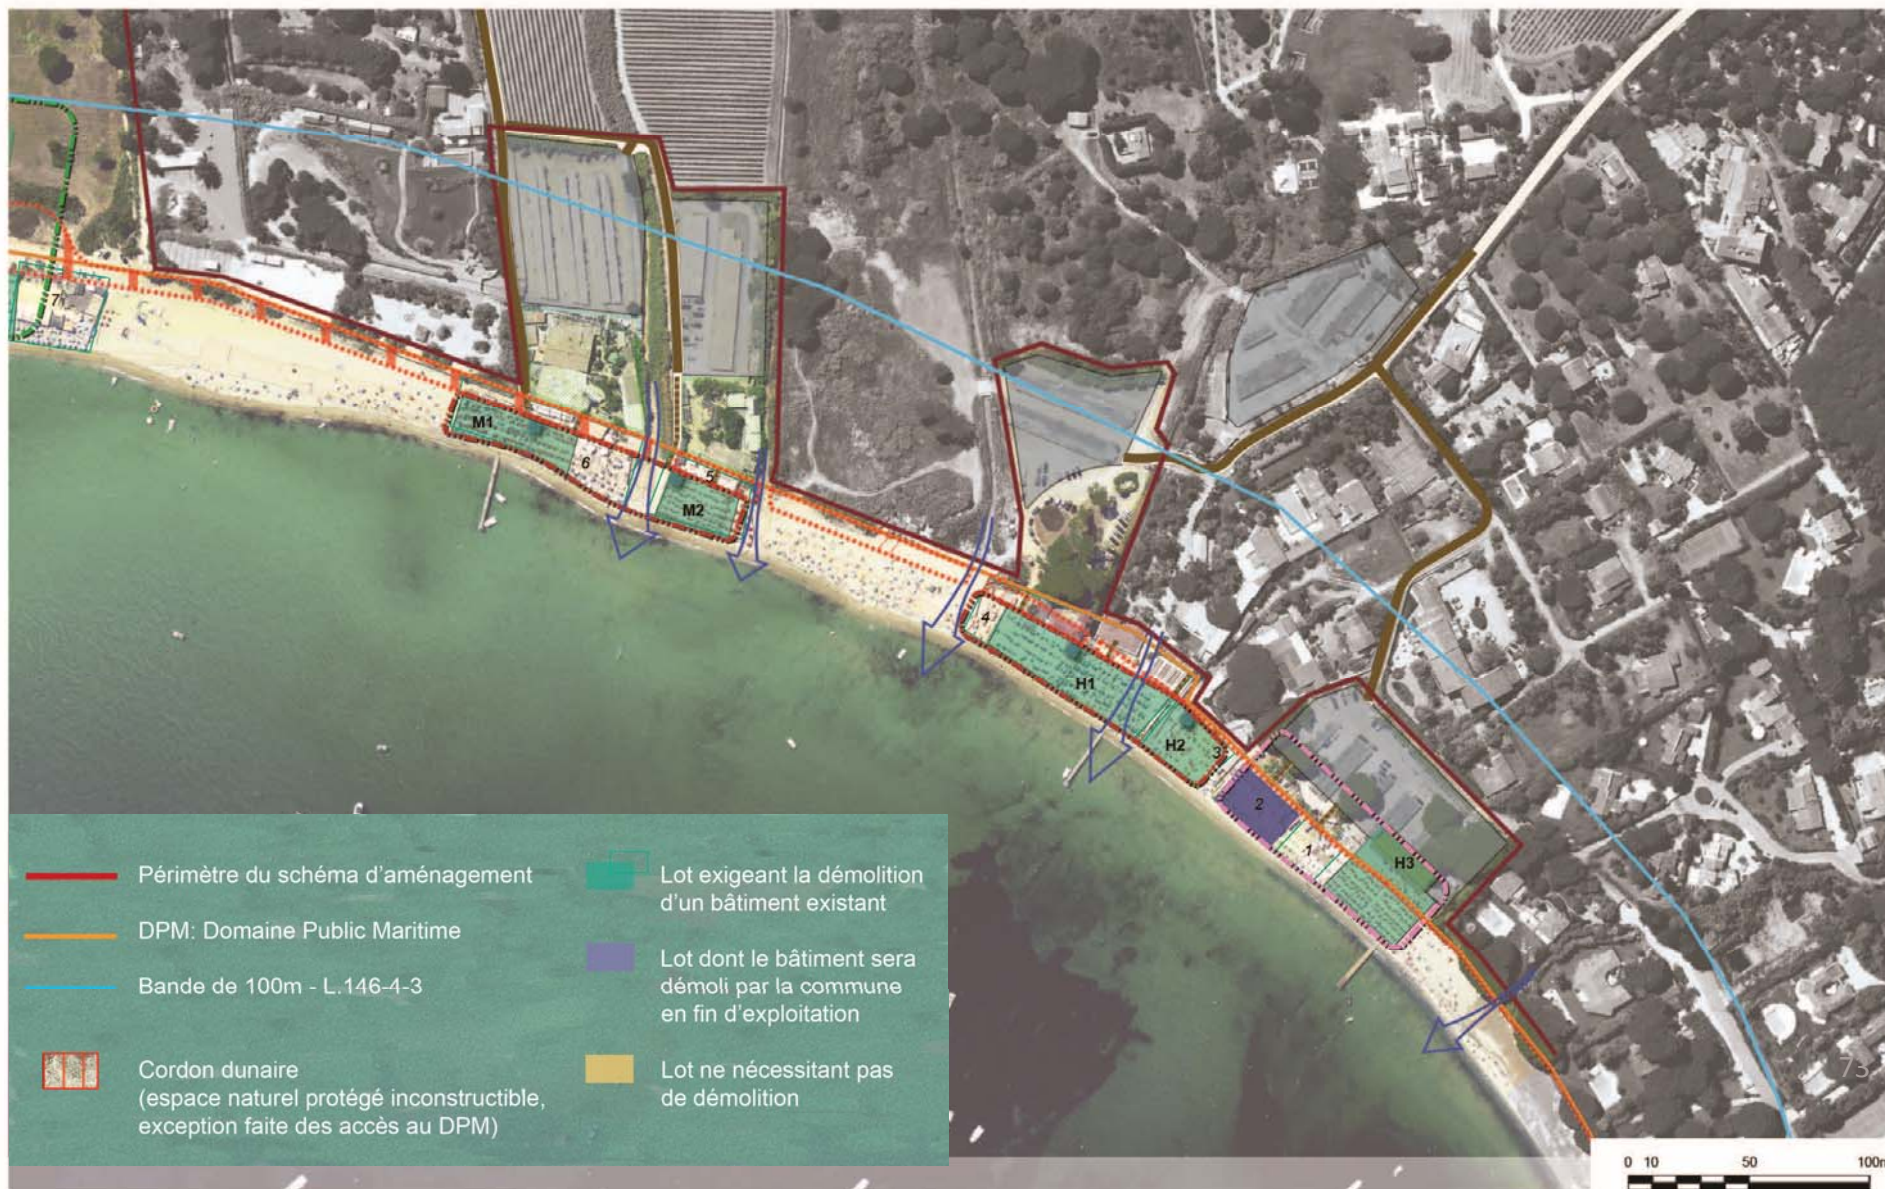 7
M1
6
5
M2
4
H1
H2
3
2
1
H3
Périmètre du schéma d'aménagement
DPM: Domaine Public Maritime
Bande de 100m - L.146-4-3
Cordon dunaire
(espace naturel protégé inconstructible,
exception faite des accès au DPM)
Lot exigeant la démolition
d'un bâtiment existant
Lot dont le bâtiment sera
démoli par la commune
en fin d'exploitation
Lot ne nécessitant pas
de démolition
73
0 10 50 100m